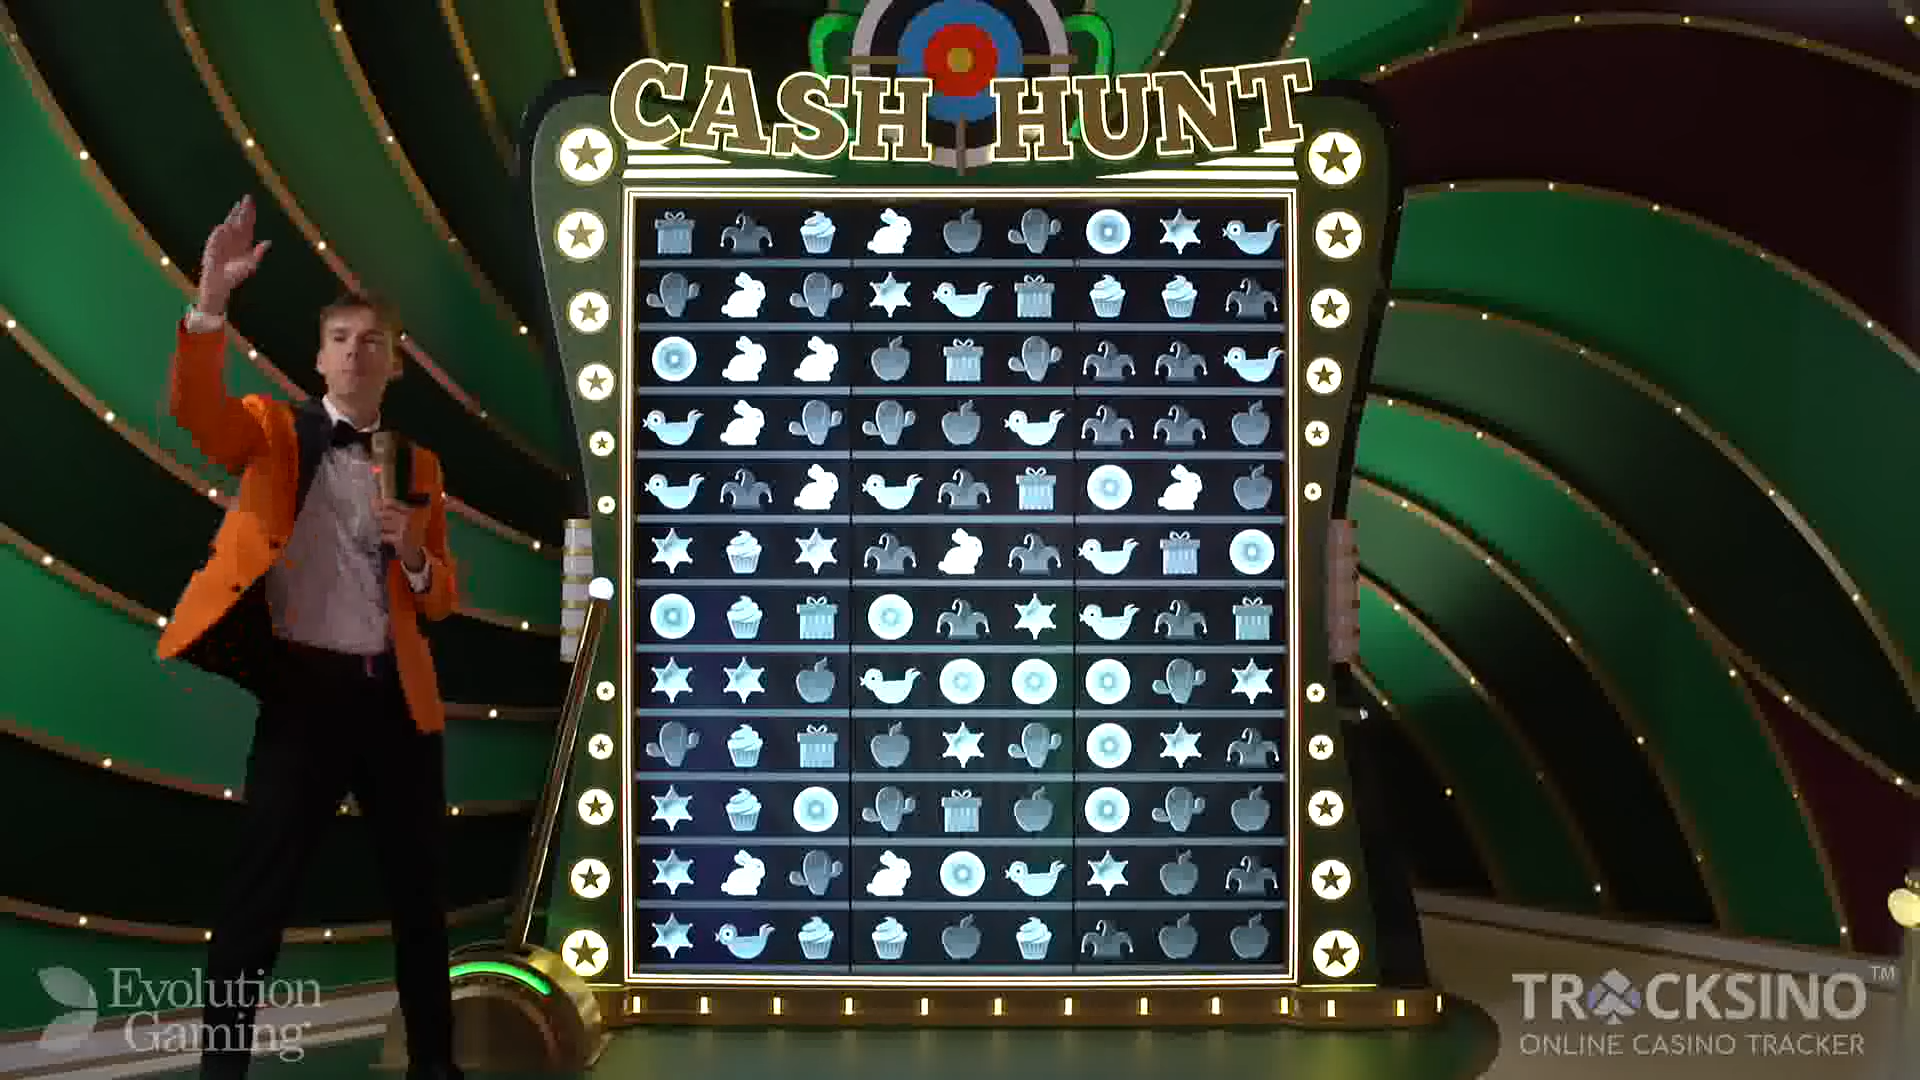 CASH HUNT
Evolution
Gaming
TRACKSINO™
ONLINE CASINO TRACKER